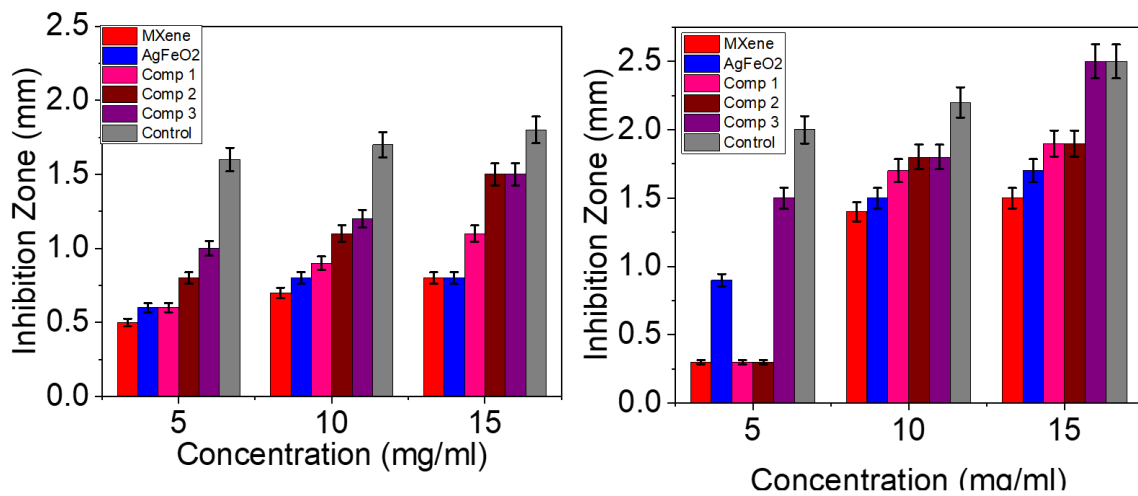 2.5
2.0
1.5
1.0
0.5
0.0
Inhibition Zone (mm)
MXene
AgFeO2
Comp 1
Comp 2
Comp 3
Control
5 10 15
Concentration (mg/ml)
2.5
2.0
1.5
1.0
0.5
0.0
Inhibition Zone (mm)
MXene
AgFeO2
Comp 1
Comp 2
Comp 3
Control
5 10 15
Concentration (mg/ml)